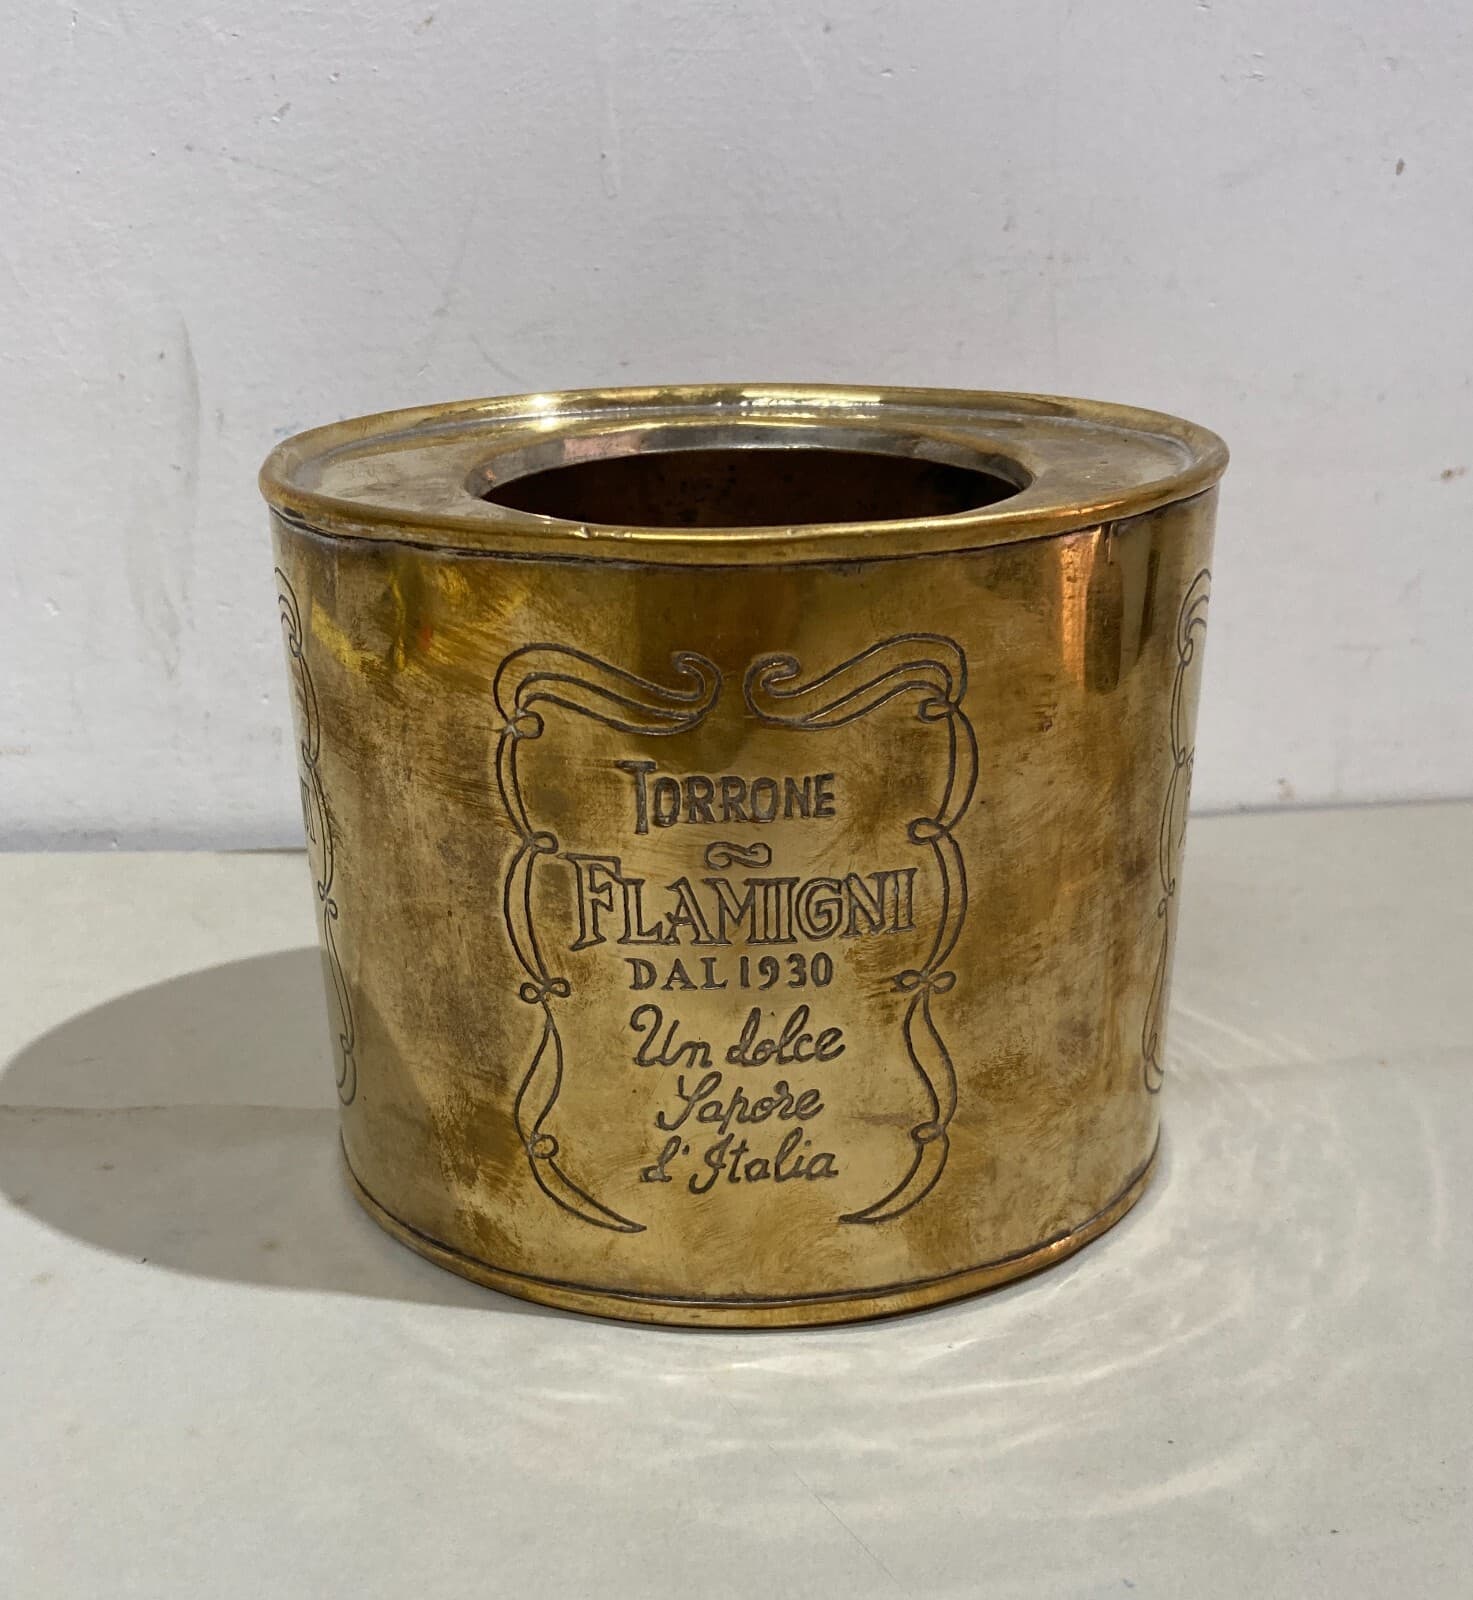 TORRONE
FLAMIGNI
DAL 1930
Un dolce
Sapore
d'Italia